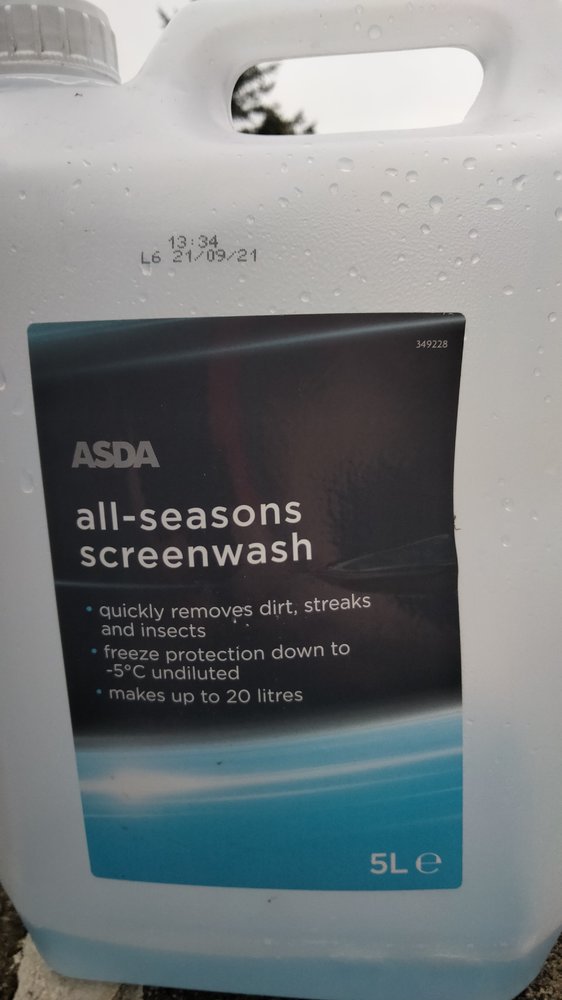 13:34
L6 21/09/21
349228
ASDA
all-seasons
screenwash
• quickly removes dirt, streaks
and insects
• freeze protection down to
-5°C undiluted
• makes up to 20 litres
5L ℮